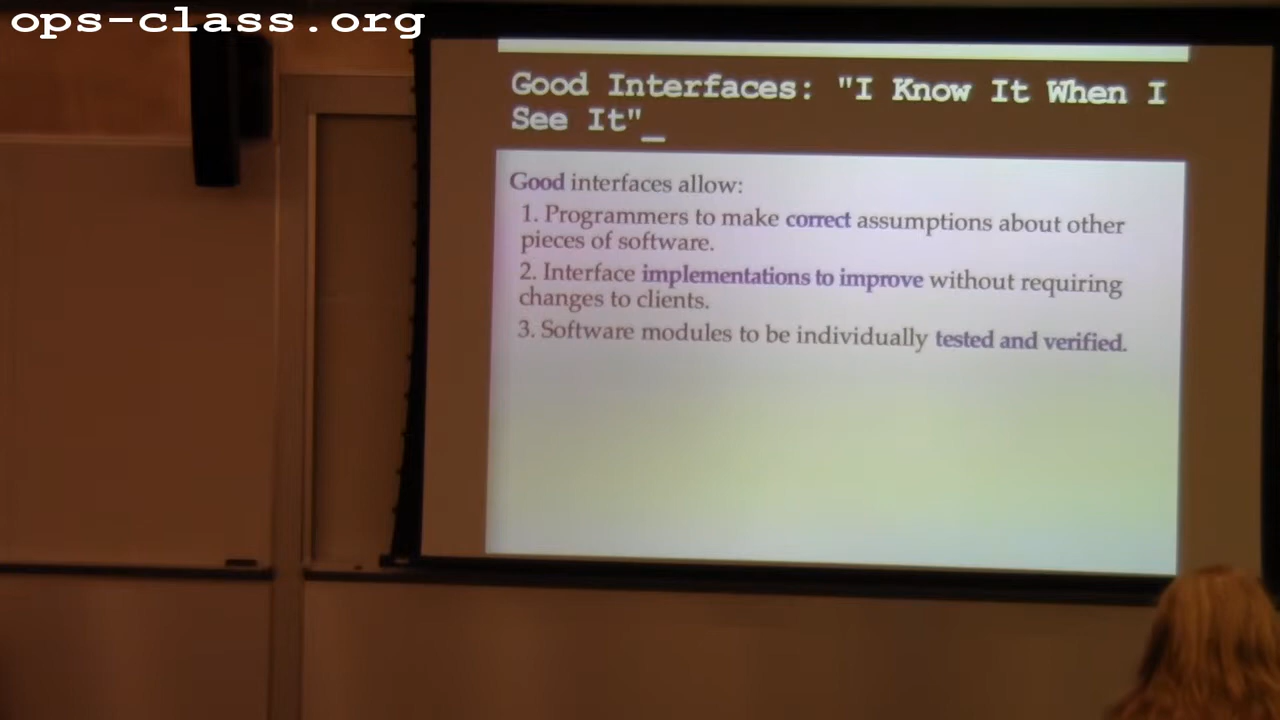 ops-class.org
Good Interfaces: "I Know It When I
See It"_
Good interfaces allow:
1. Programmers to make correct assumptions about other
pieces of software.
2. Interface implementations to improve without requiring
changes to clients.
3. Software modules to be individually tested and verified.